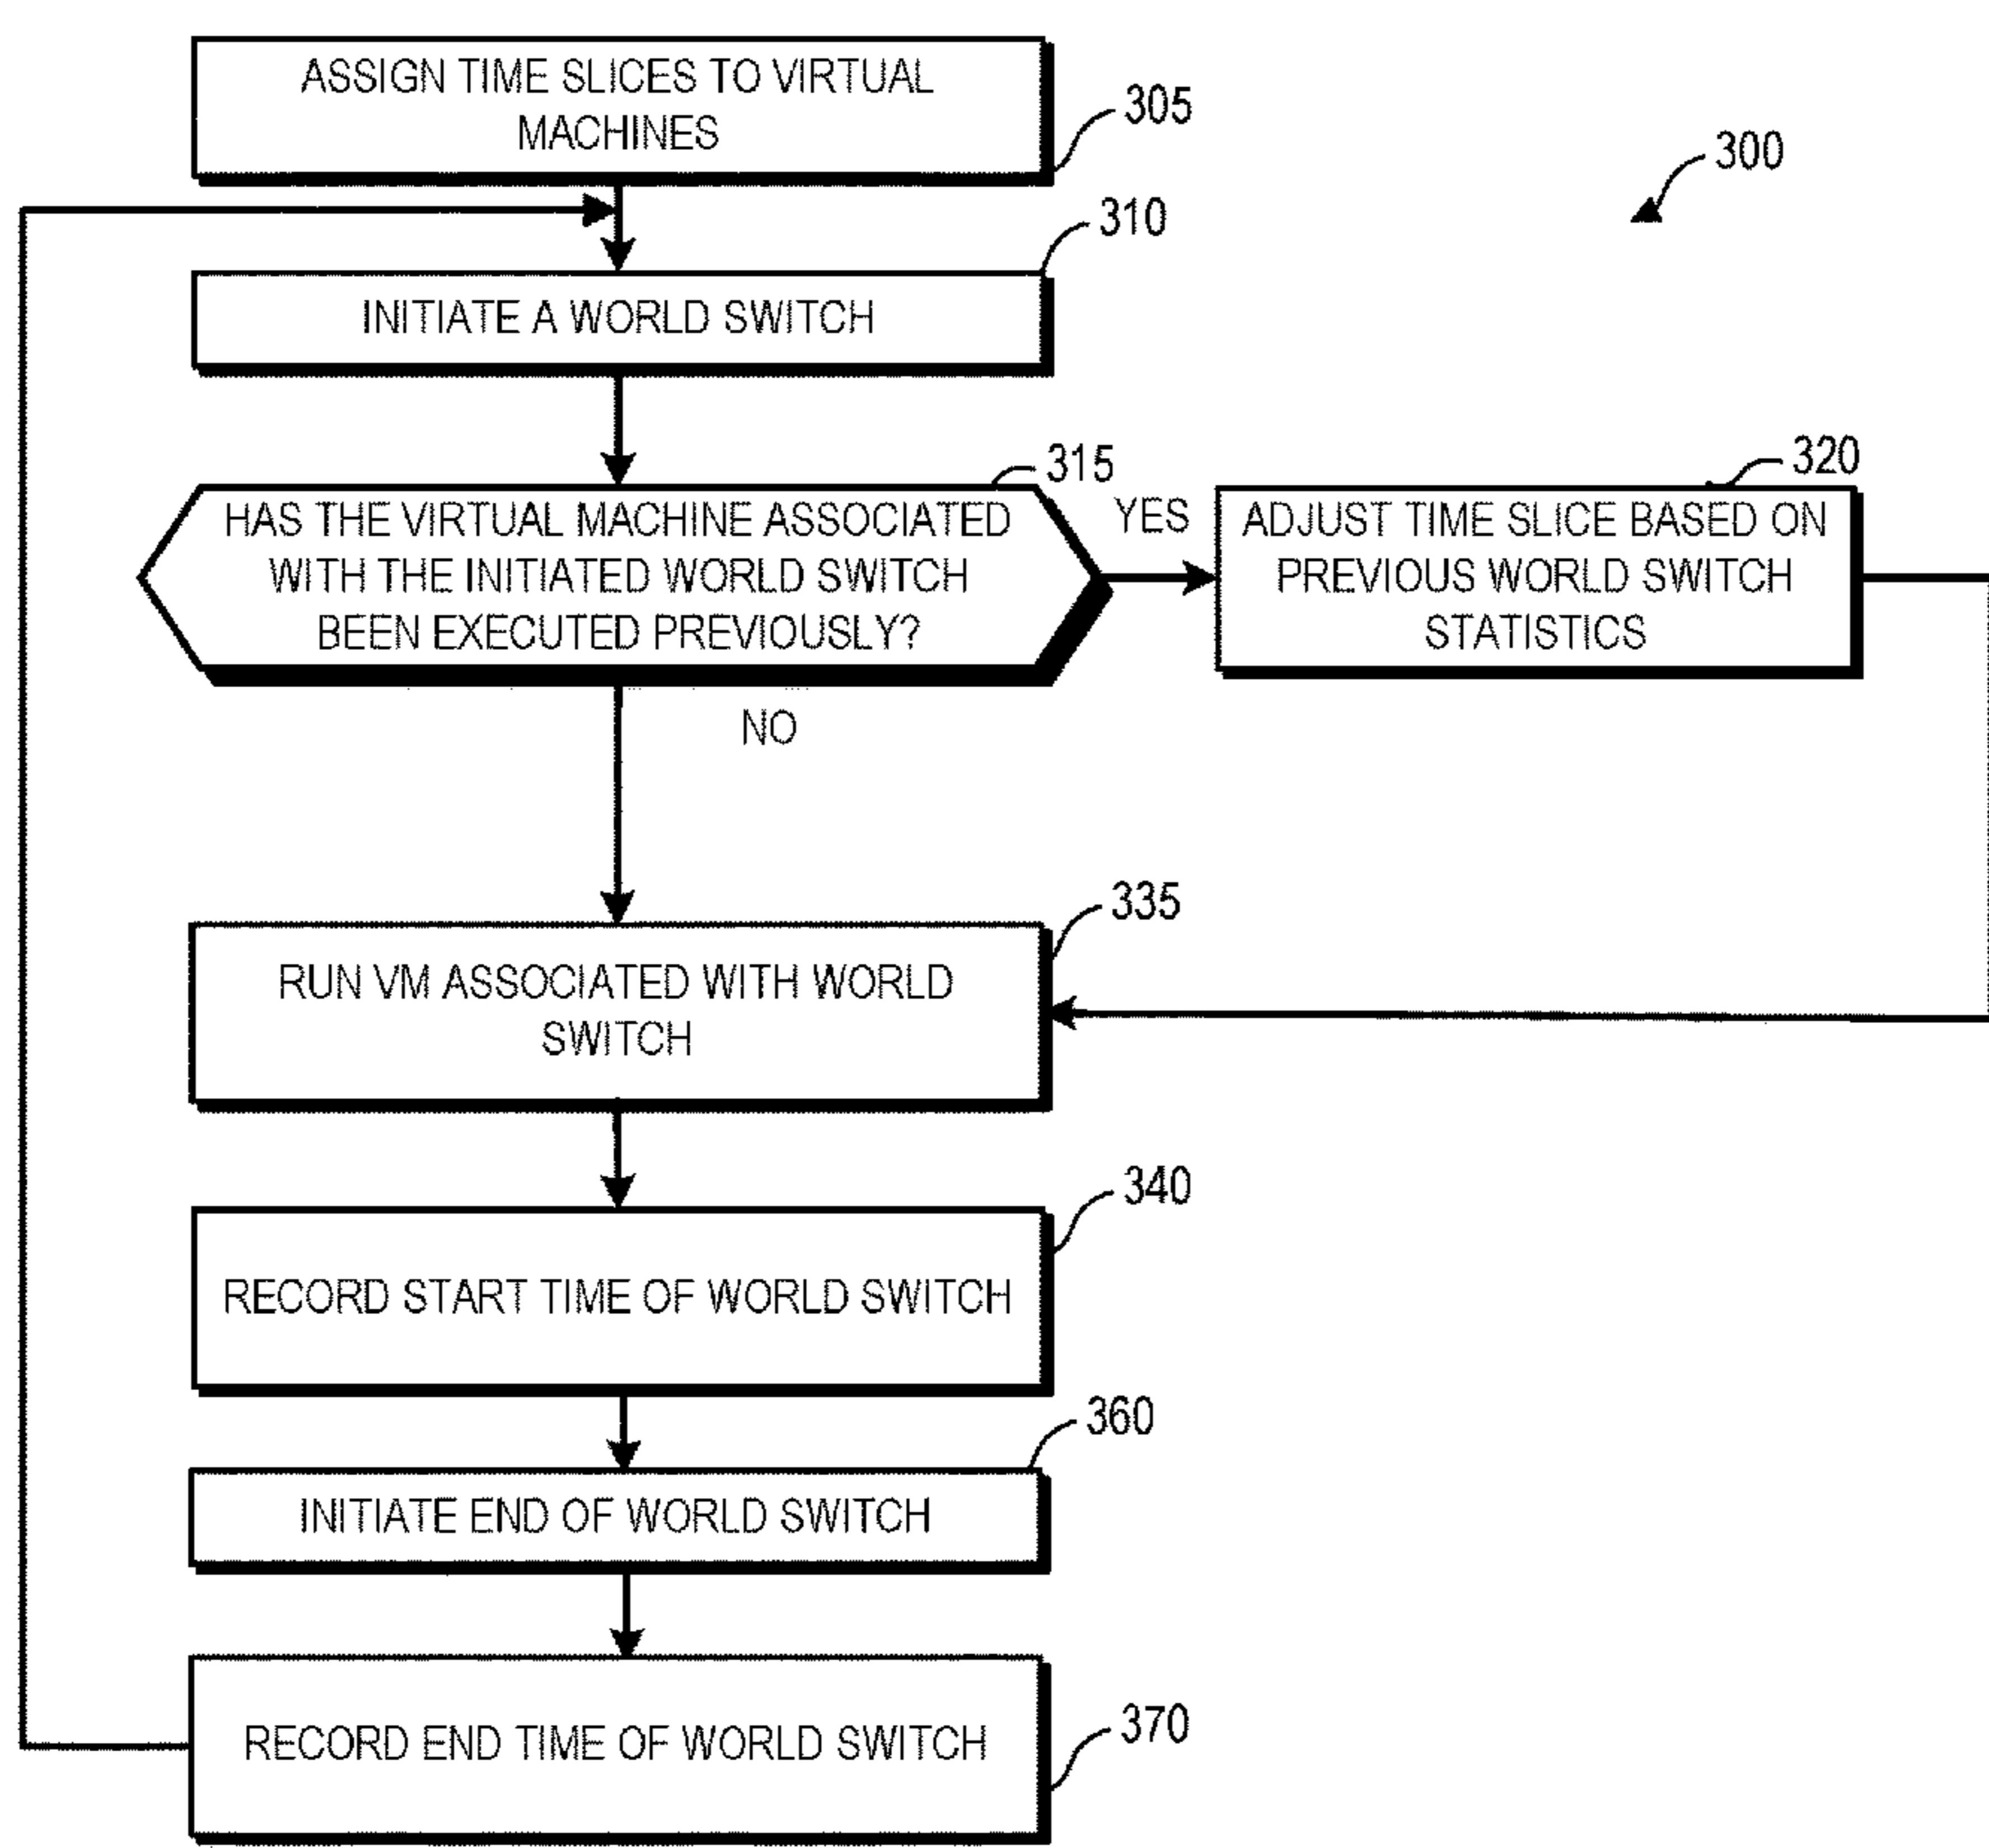 ASSIGN TIME SLICES TO VIRTUAL
MACHINES
305
300
310
INITIATE A WORLD SWITCH
315
HAS THE VIRTUAL MACHINE ASSOCIATED
WITH THE INITIATED WORLD SWITCH
BEEN EXECUTED PREVIOUSLY?
YES
320
ADJUST TIME SLICE BASED ON
PREVIOUS WORLD SWITCH
STATISTICS
NO
335
RUN VM ASSOCIATED WITH WORLD
SWITCH
340
RECORD START TIME OF WORLD SWITCH
360
INITIATE END OF WORLD SWITCH
RECORD END TIME OF WORLD SWITCH
370